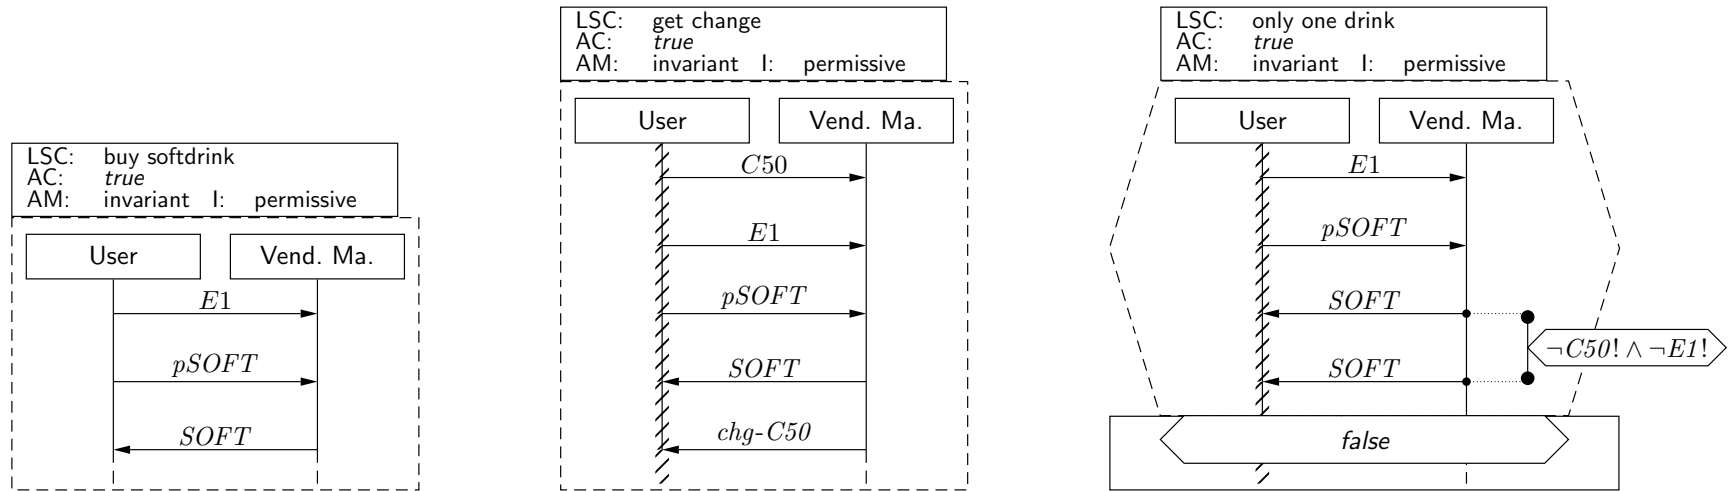 LSC: buy softdrink
AC: true
AM: invariant I: permissive
User
Vend. Ma.
E1
pSOFT
SOFT
LSC: get change
AC: true
AM: invariant I: permissive
User
Vend. Ma.
C50
E1
pSOFT
SOFT
chg-C50
LSC: only one drink
AC: true
AM: invariant I: permissive
User
Vend. Ma.
E1
pSOFT
SOFT
¬C50! ∧ ¬E1!
SOFT
false